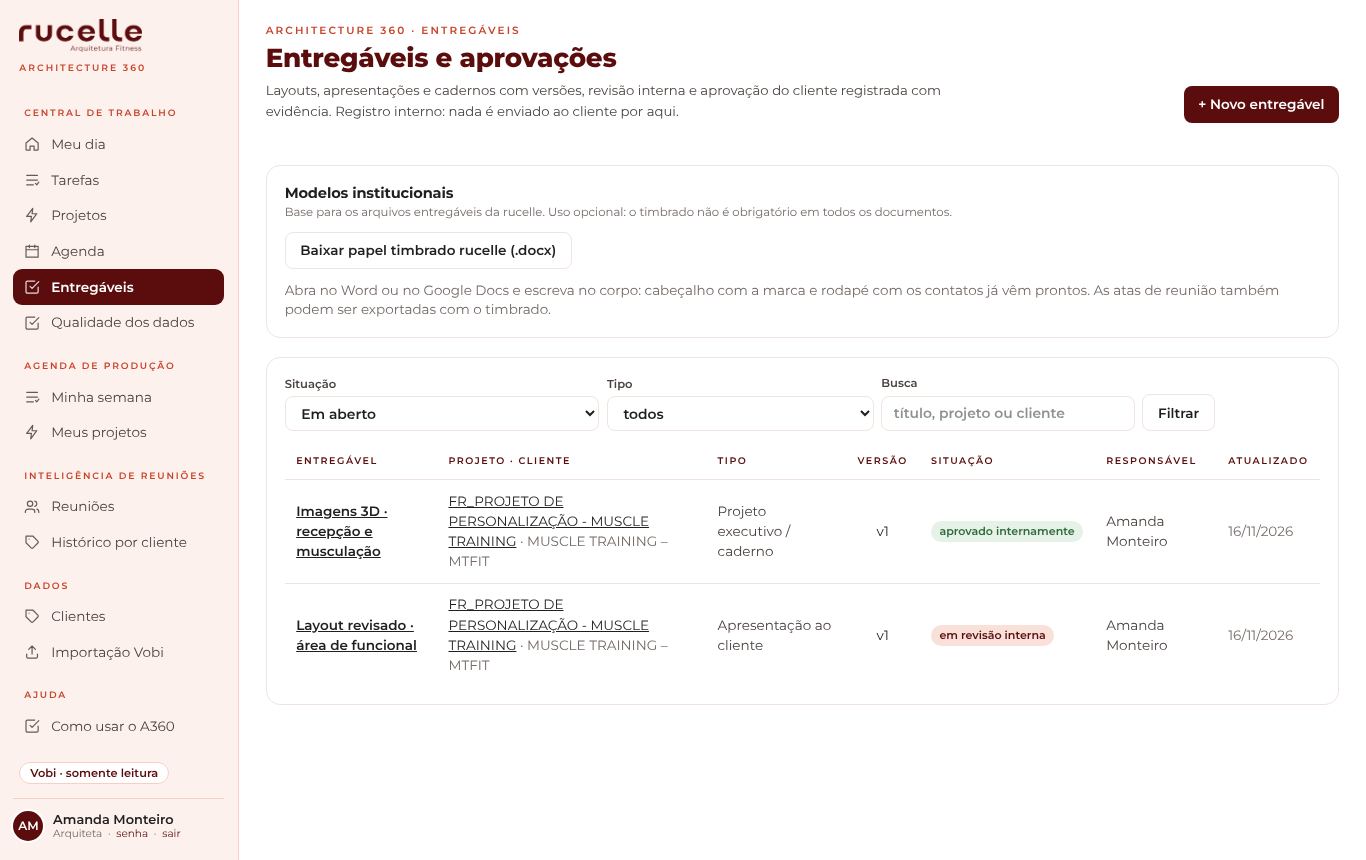 rucelle
Arquitetura Fitness
ARCHITECTURE 360
CENTRAL DE TRABALHO
Meu dia
Tarefas
Projetos
Agenda
Entregáveis
Qualidade dos dados
AGENDA DE PRODUÇÃO
Minha semana
Meus projetos
INTELIGÊNCIA DE REUNIÕES
Reuniões
Histórico por cliente
DADOS
Clientes
Importação Vobi
AJUDA
Como usar o A360
Vobi · somente leitura
AM
Amanda Monteiro
Arquiteta · senha · sair
ARCHITECTURE 360 · ENTREGÁVEIS
Entregáveis e aprovações
Layouts, apresentações e cadernos com versões, revisão interna e aprovação do cliente registrada com
evidência. Registro interno: nada é enviado ao cliente por aqui.
+ Novo entregável
Modelos institucionais
Base para os arquivos entregáveis da rucelle. Uso opcional: o timbrado não é obrigatório em todos os documentos.
Baixar papel timbrado rucelle (.docx)
Abra no Word ou no Google Docs e escreva no corpo: cabeçalho com a marca e rodapé com os contatos já vêm prontos. As atas de reunião também
podem ser exportadas com o timbrado.
Situação
Em aberto
Tipo
todos
Busca
título, projeto ou cliente
Filtrar
ENTREGÁVEL PROJETO · CLIENTE TIPO VERSÃO SITUAÇÃO RESPONSÁVEL ATUALIZADO
Imagens 3D ·
recepção e
musculação
FR_PROJETO DE
PERSONALIZAÇÃO - MUSCLE
TRAINING · MUSCLE TRAINING –
MTFIT
Projeto
executivo /
caderno
v1
aprovado internamente
Amanda
Monteiro
16/11/2026
Layout revisado ·
área de funcional
FR_PROJETO DE
PERSONALIZAÇÃO - MUSCLE
TRAINING · MUSCLE TRAINING –
MTFIT
Apresentação ao
cliente
v1
em revisão interna
Amanda
Monteiro
16/11/2026